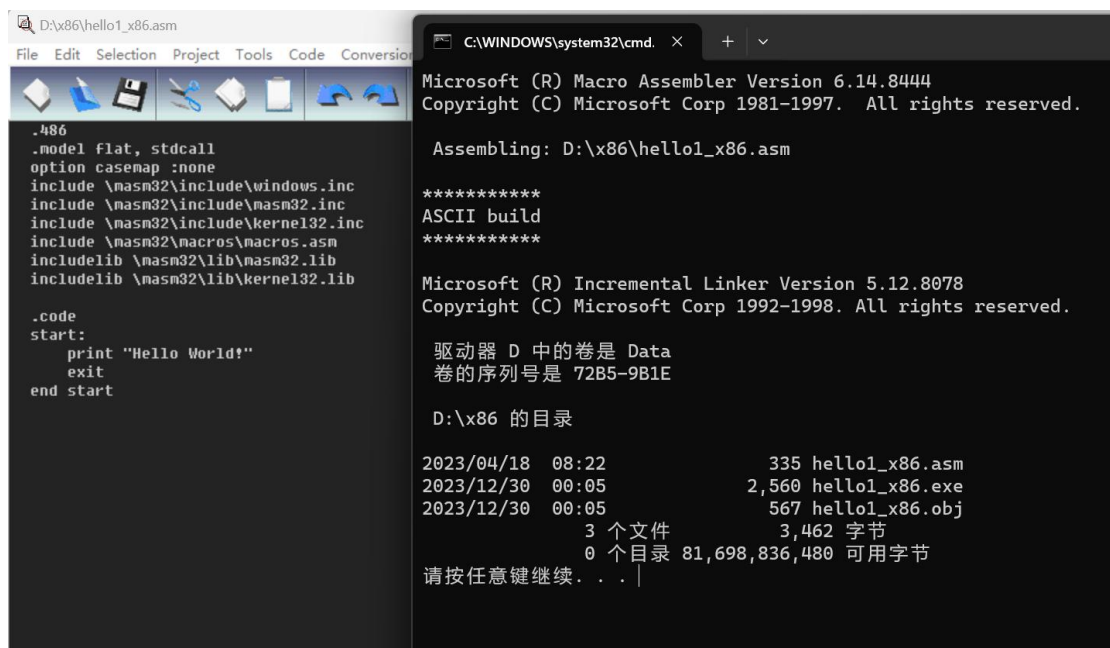 D:\x86\hello1_x86.asm
File Edit Selection Project Tools Code Conversion
.486
.model flat, stdcall
option casemap :none
include \masm32\include\windows.inc
include \masm32\include\masm32.inc
include \masm32\include\kernel32.inc
include \masm32\macros\macros.asm
includelib \masm32\lib\masm32.lib
includelib \masm32\lib\kernel32.lib
.code
start:
print "Hello World!"
exit
end start
C:\WINDOWS\system32\cmd.
Microsoft (R) Macro Assembler Version 6.14.8444
Copyright (C) Microsoft Corp 1981-1997. All rights reserved.
Assembling: D:\x86\hello1_x86.asm
***********
ASCII build
***********
Microsoft (R) Incremental Linker Version 5.12.8078
Copyright (C) Microsoft Corp 1992-1998. All rights reserved.
驱动器 D 中的卷是 Data
卷的序列号是 72B5-9B1E
D:\x86 的目录
2023/04/18 08:22 335 hello1_x86.asm
2023/12/30 00:05 2,560 hello1_x86.exe
2023/12/30 00:05 567 hello1_x86.obj
3 个文件 3,462 字节
0 个目录 81,698,836,480 可用字节
请按任意键继续. . .